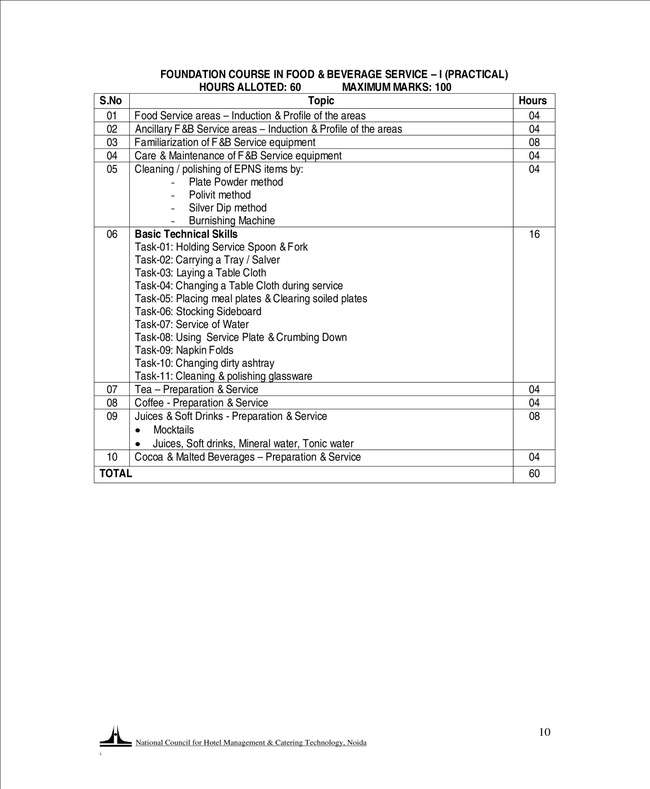 FOUNDATION COURSE IN FOOD & BEVERAGE SERVICE – I (PRACTICAL)
HOURS ALLOTED: 60 MAXIMUM MARKS: 100
S.No Topic Hours
01 Food Service areas – Induction & Profile of the areas 04
02 Ancillary F&B Service areas – Induction & Profile of the areas 04
03 Familiarization of F&B Service equipment 08
04 Care & Maintenance of F&B Service equipment 04
05 Cleaning / polishing of EPNS items by: 04
- Plate Powder method
- Polivit method
- Silver Dip method
- Burnishing Machine
06 Basic Technical Skills 16
Task-01: Holding Service Spoon & Fork
Task-02: Carrying a Tray / Salver
Task-03: Laying a Table Cloth
Task-04: Changing a Table Cloth during service
Task-05: Placing meal plates & Clearing soiled plates
Task-06: Stocking Sideboard
Task-07: Service of Water
Task-08: Using Service Plate & Crumbing Down
Task-09: Napkin Folds
Task-10: Changing dirty ashtray
Task-11: Cleaning & polishing glassware
07 Tea – Preparation & Service 04
08 Coffee - Preparation & Service 04
09 Juices & Soft Drinks - Preparation & Service 08
• Mocktails
• Juices, Soft drinks, Mineral water, Tonic water
10 Cocoa & Malted Beverages – Preparation & Service 04
TOTAL 60
10
National Council for Hotel Management & Catering Technology, Noida